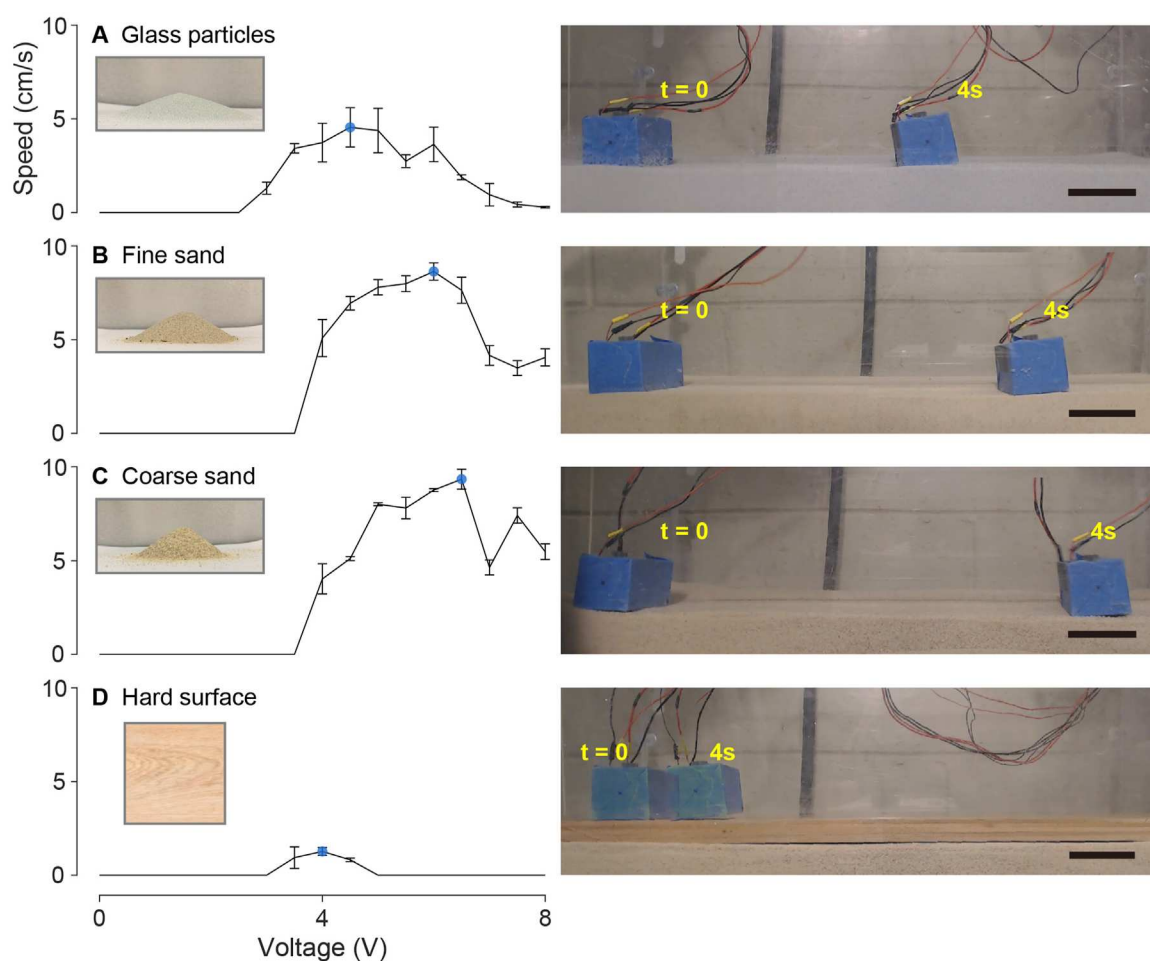 Speed (cm/s)
10
5
0
A Glass particles
t = 0
4s
10
5
0
B Fine sand
t = 0
4s
10
5
0
C Coarse sand
t = 0
4s
10
5
0
D Hard surface
t = 0
4s
0
4
8
Voltage (V)